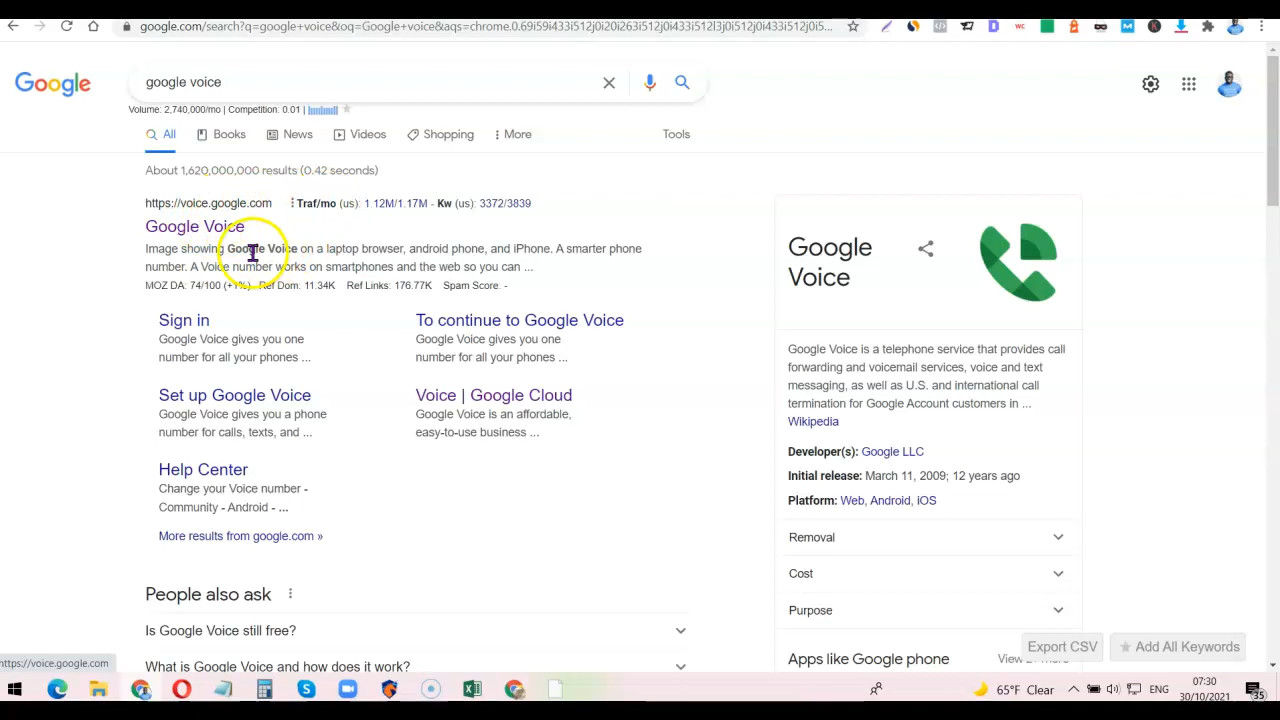 google.com/search?q=google+voice&oq=Google+voice&aqs=chrome.0.69i59i433i512j0i20i263i512j0i433i512l3j0i512j0i433i512j0...
Google
google voice
Volume: 2,740,000/mo | Competition: 0.01 |
All Books News Videos Shopping More Tools
About 1,620,000,000 results (0.42 seconds)
https://voice.google.com Traf/mo (us): 1.12M/1.17M - Kw (us): 3372/3839
Google Voice
Image showing Google Voice on a laptop browser, android phone, and iPhone. A smarter phone
number. A Voice number works on smartphones and the web so you can ...
MOZ DA: 74/100 (+1%) Ref Dom: 11.34K Ref Links: 176.77K Spam Score: -
Sign in
Google Voice gives you one
number for all your phones ...
To continue to Google Voice
Google Voice gives you one
number for all your phones ...
Set up Google Voice
Google Voice gives you a phone
number for calls, texts, and ...
Voice | Google Cloud
Google Voice is an affordable,
easy-to-use business ...
Help Center
Change your Voice number -
Community - Android - ...
More results from google.com »
People also ask
Is Google Voice still free?
What is Google Voice and how does it work?
Google
Voice
Google Voice is a telephone service that provides call
forwarding and voicemail services, voice and text
messaging, as well as U.S. and international call
termination for Google Account customers in ...
Wikipedia
Developer(s): Google LLC
Initial release: March 11, 2009; 12 years ago
Platform: Web, Android, iOS
Removal
Cost
Purpose
Export CSV
Add All Keywords
Apps like Google phone
https://voice.google.com
65°F Clear
ENG
07:30
30/10/2021
35